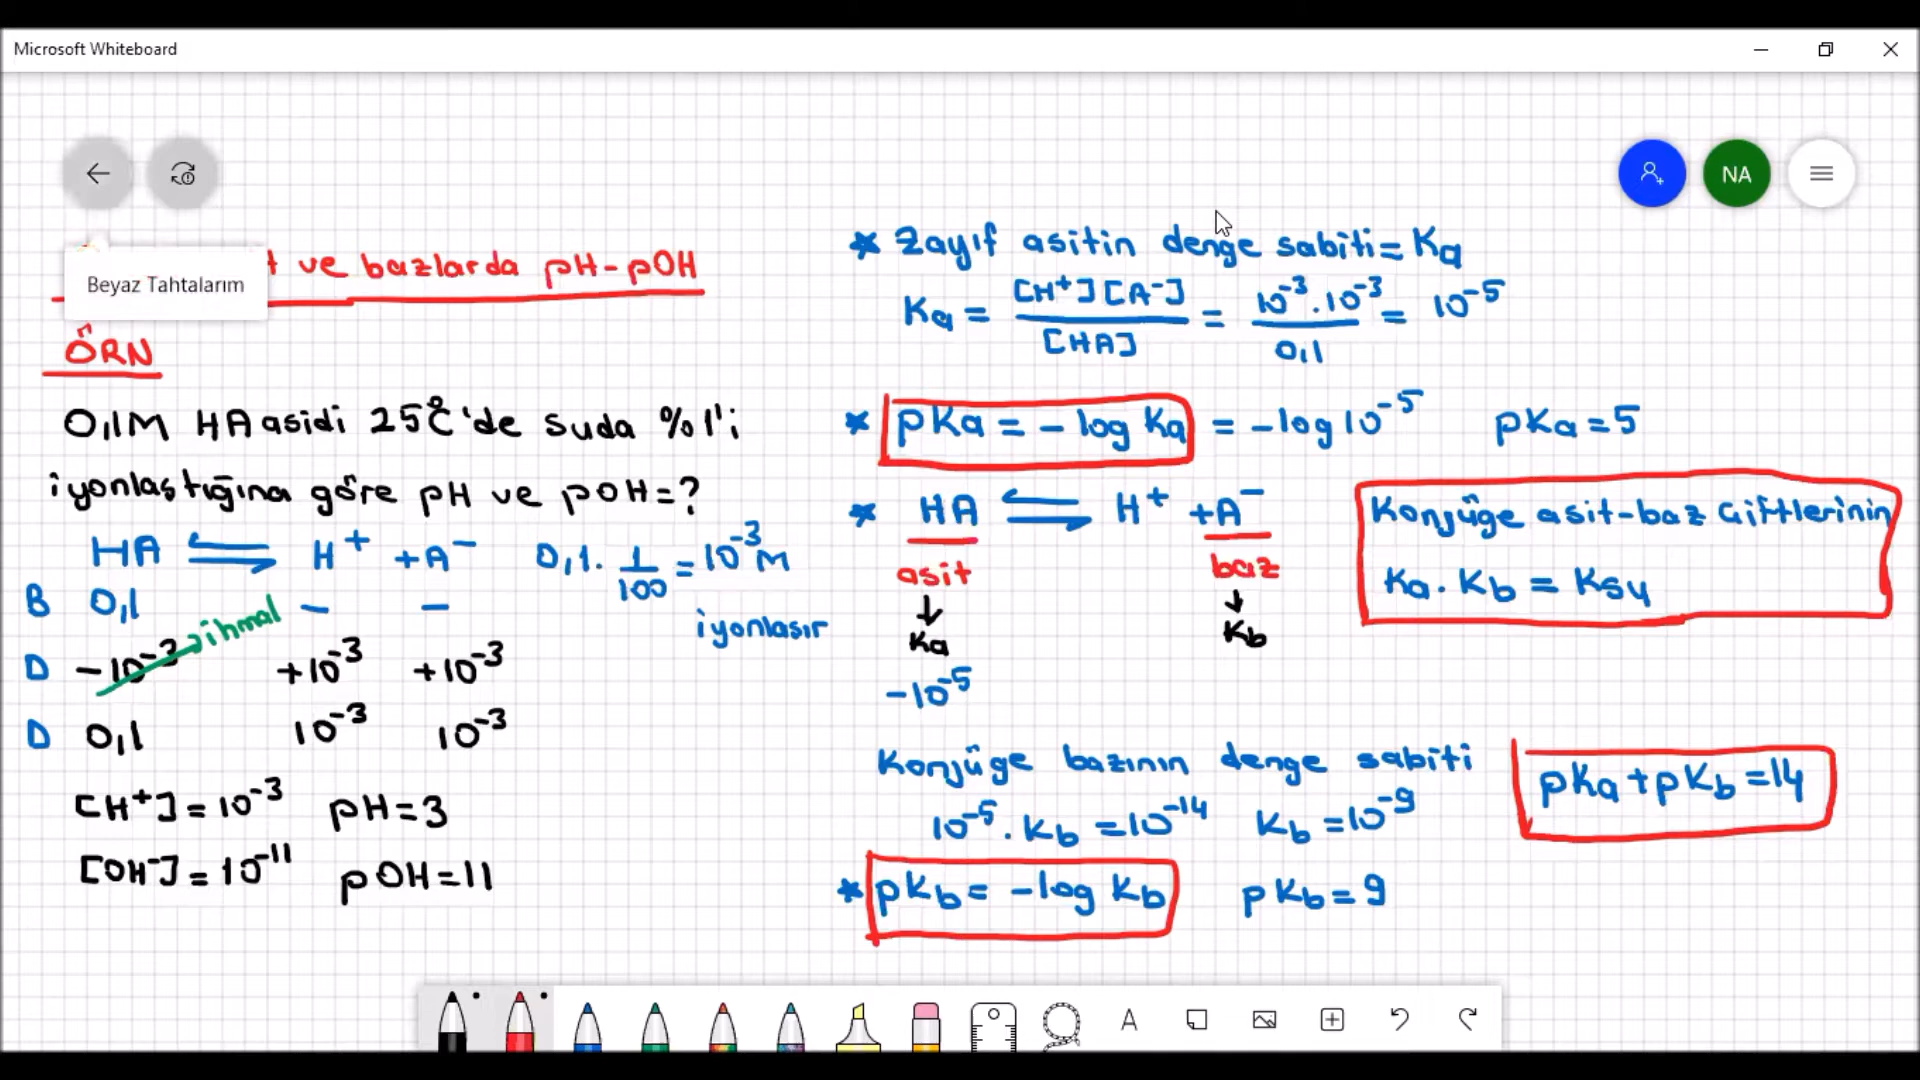 Microsoft Whiteboard
NA
Beyaz Tahtalarım
t ve bazlarda pH-pOH
ÖRN
0,1M HA asidi 25°C'de suda %1'i
iyonlaştığına göre pH ve pOH=?
HA ⇌ H⁺ + A⁻ 0,1 . 1/100 = 10⁻³ M
iyonlaşır
B 0,1 – –
D -10⁻³ → ihmal +10⁻³ +10⁻³
D 0,1 10⁻³ 10⁻³
[H⁺] = 10⁻³ pH = 3
[OH⁻] = 10⁻¹¹ pOH = 11
* Zayıf asitin denge sabiti = Ka
Ka = [H⁺][A⁻]/[HA] = 10⁻³.10⁻³/0,1 = 10⁻⁵
* pKa = -log Ka = -log10⁻⁵ pKa = 5
* HA ⇌ H⁺ + A⁻
asit baz
↓ ↓
Ka Kb
-10⁻⁵
Konjüge asit-baz çiftlerinin
Ka . Kb = Ksu
Konjüge bazının denge sabiti
10⁻⁵ . Kb = 10⁻¹⁴ Kb = 10⁻⁹
pKa + pKb = 14
* pKb = -log Kb pKb = 9
A